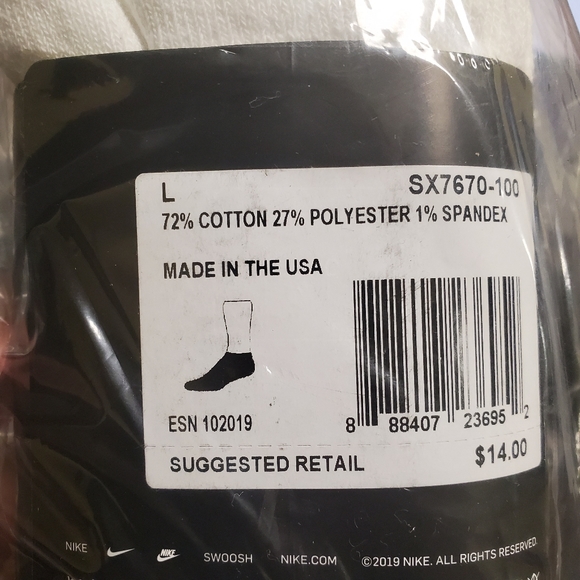 L
SX7670-100
72% COTTON 27% POLYESTER 1% SPANDEX
MADE IN THE USA
8 88407 23695 2
ESN 102019
SUGGESTED RETAIL $14.00
NIKE NIKE SWOOSH NIKE.COM ©2019 NIKE. ALL RIGHTS RESERVED.